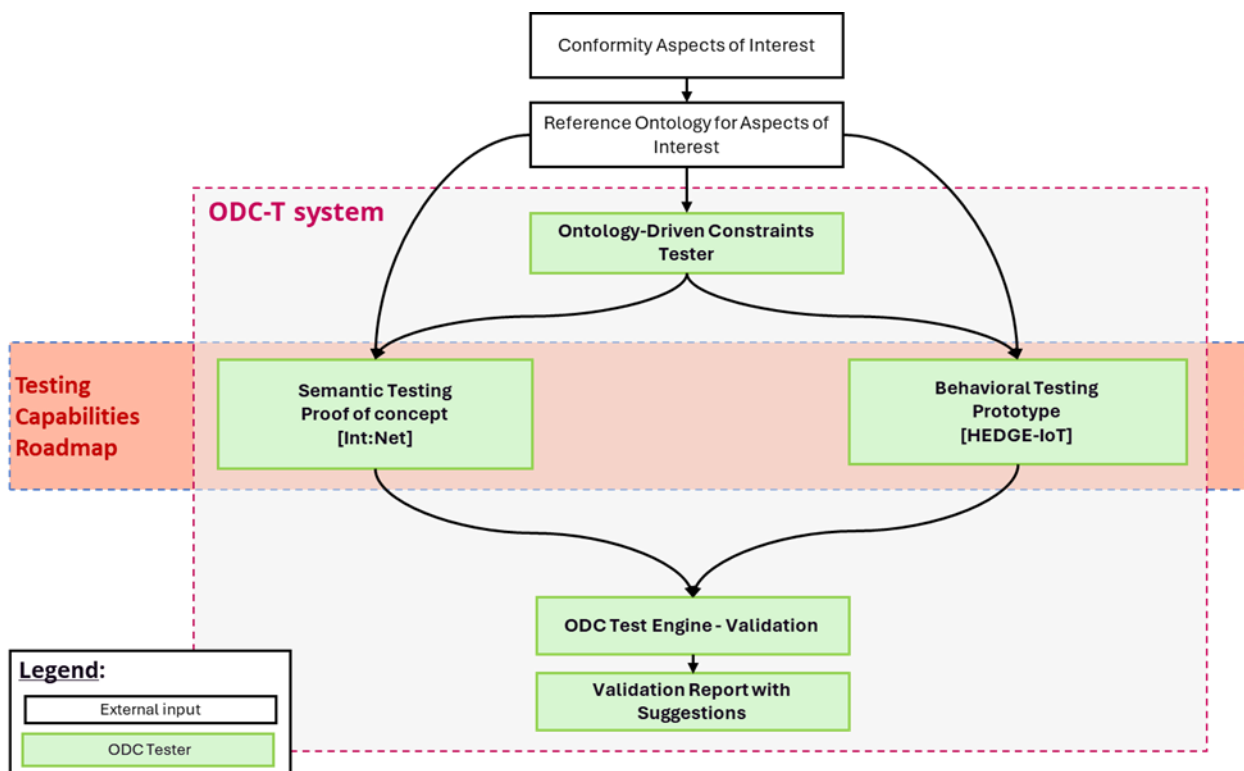 Conformity Aspects of Interest
Reference Ontology for Aspects of
Interest
ODC-T system
Ontology-Driven Constraints
Tester
Testing
Capabilities
Roadmap
Semantic Testing
Proof of concept
[Int:Net]
Behavioral Testing
Prototype
[HEDGE-IoT]
ODC Test Engine - Validation
Validation Report with
Suggestions
Legend:
External input
ODC Tester